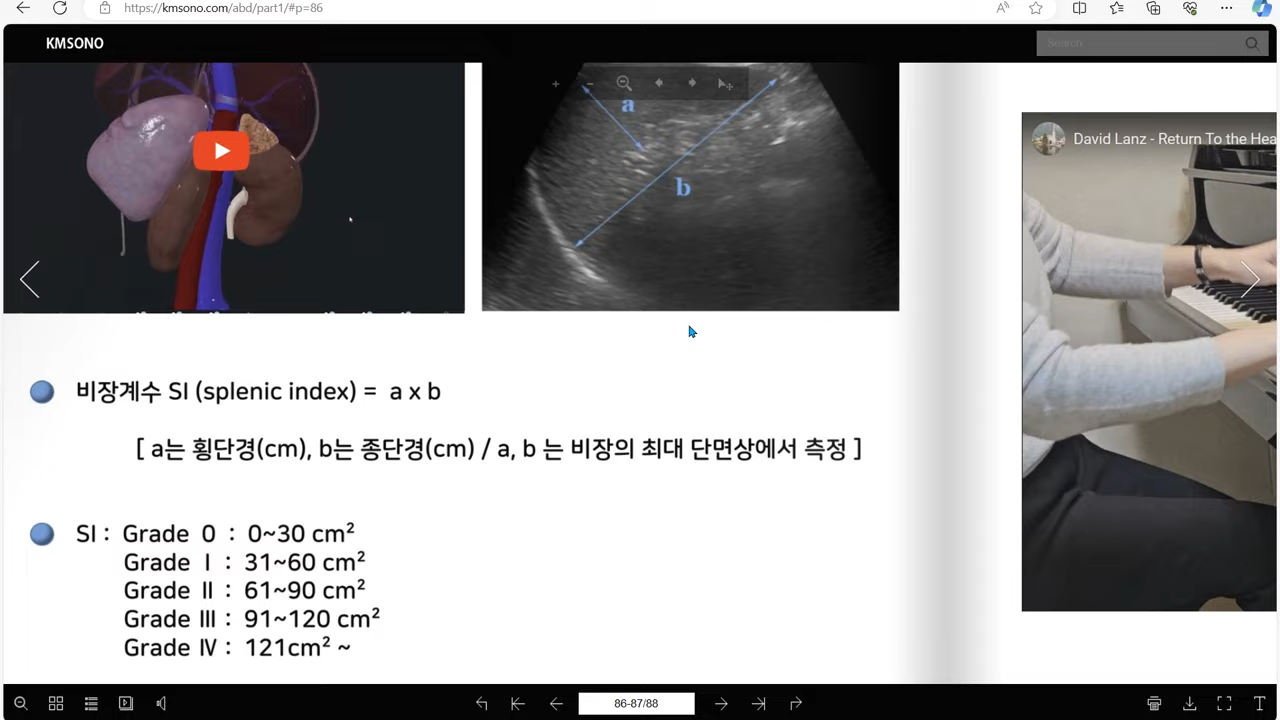 https://kmsono.com/abd/part1/#p=86
KMSONO
Search
a
b
David Lanz - Return To the Hea
비장계수 SI (splenic index) = a x b
[ a는 횡단경(cm), b는 종단경(cm) / a, b 는 비장의 최대 단면상에서 측정 ]
SI : Grade 0 : 0~30 cm²
Grade Ⅰ : 31~60 cm²
Grade Ⅱ : 61~90 cm²
Grade Ⅲ : 91~120 cm²
Grade Ⅳ : 121cm² ~
86-87/88